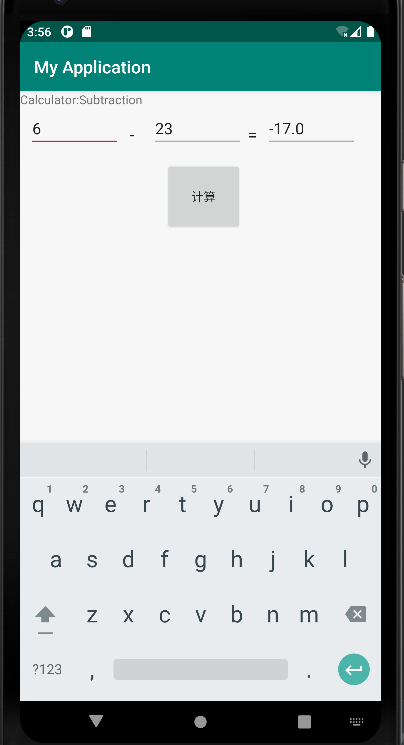 3:56
My Application
Calculator:Subtraction
6 - 23 = -17.0
计算
1 2 3 4 5 6 7 8 9 0
q w e r t y u i o p
a s d f g h j k l
z x c v b n m
?123 , .